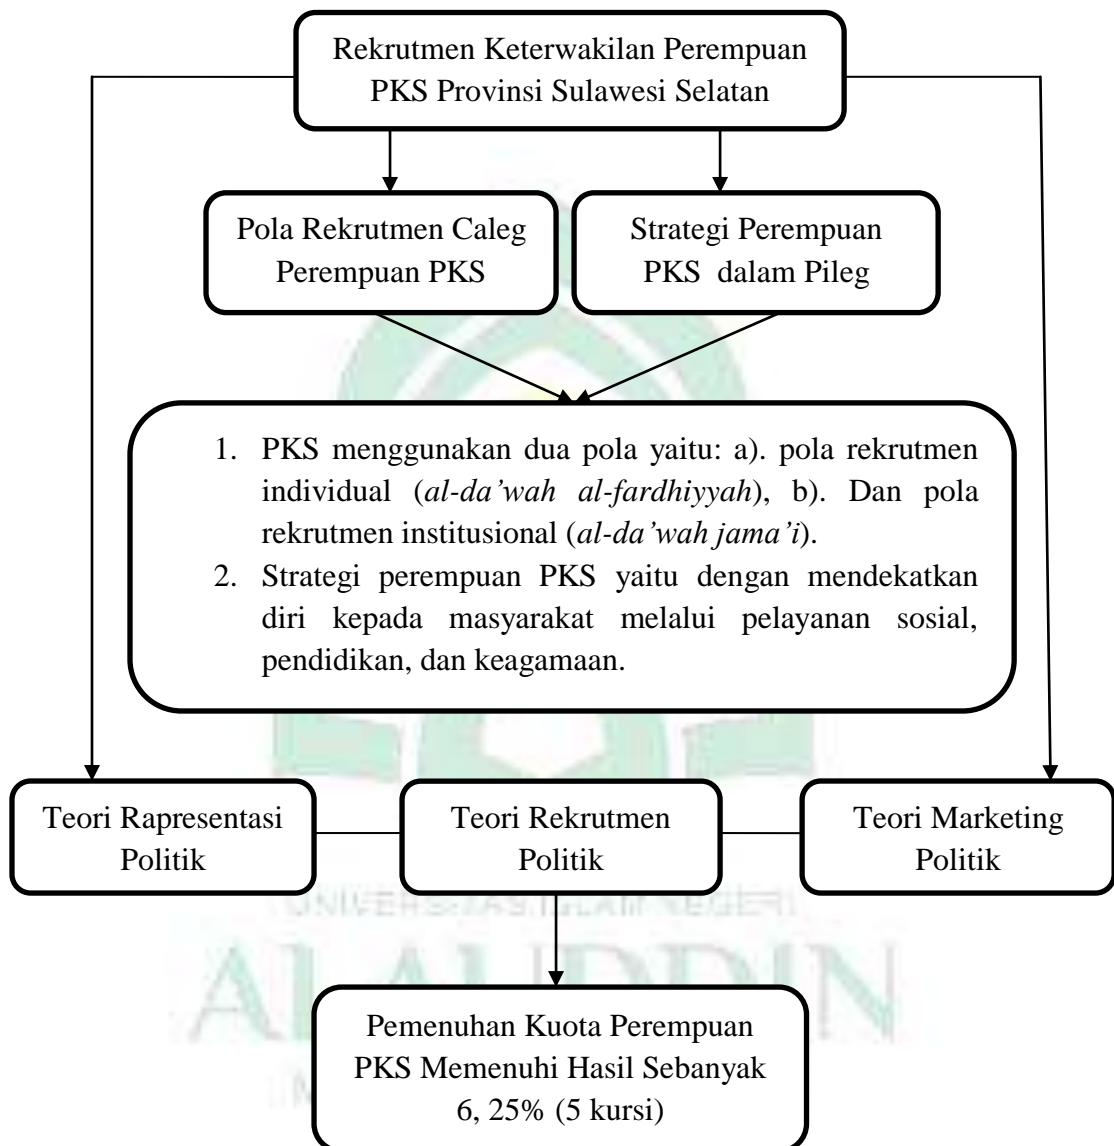 Rekrutmen Keterwakilan Perempuan
PKS Provinsi Sulawesi Selatan
Pola Rekrutmen Caleg
Perempuan PKS
Strategi Perempuan
PKS dalam Pileg
1. PKS menggunakan dua pola yaitu: a). pola rekrutmen
individual (al-da’wah al-fardhiyyah), b). Dan pola
rekrutmen institusional (al-da’wah jama’i).
2. Strategi perempuan PKS yaitu dengan mendekatkan
diri kepada masyarakat melalui pelayanan sosial,
pendidikan, dan keagamaan.
Teori Rapresentasi
Politik
Teori Rekrutmen
Politik
Teori Marketing
Politik
UNIVERSITAS ISLAM NEGERI
ALAUDDIN
Pemenuhan Kuota Perempuan
PKS Memenuhi Hasil Sebanyak
6, 25% (5 kursi)